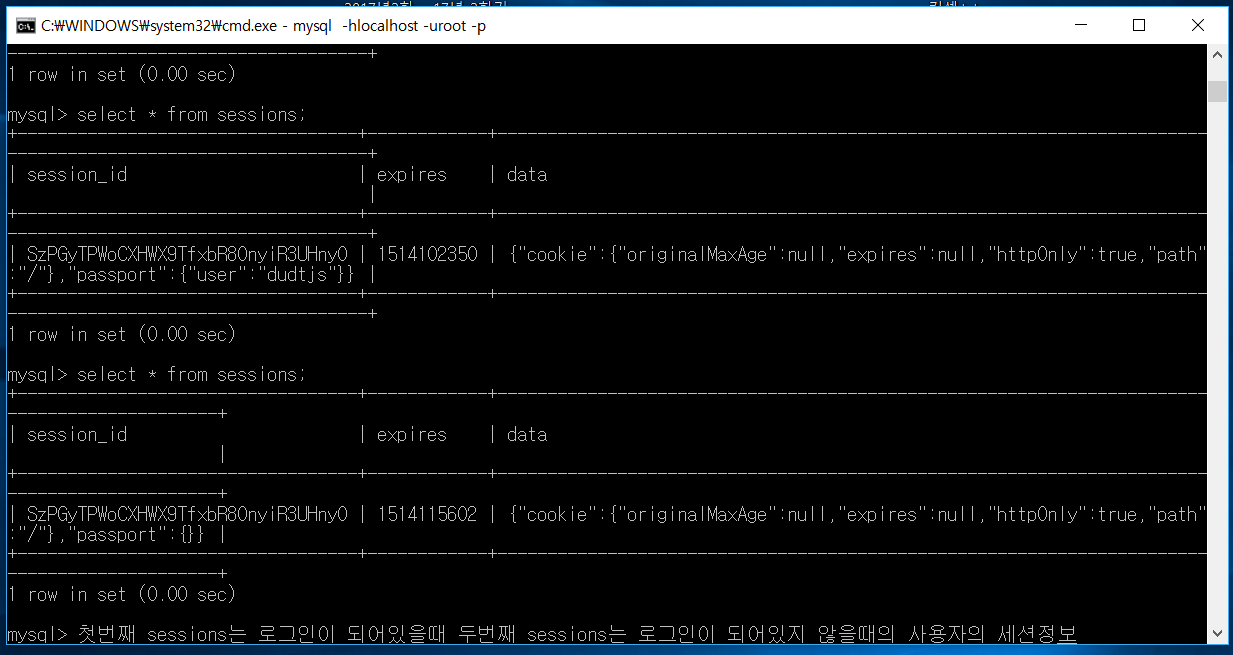 C:₩WINDOWS₩system32₩cmd.exe - mysql  -hlocalhost -uroot -p
1 row in set (0.00 sec)
mysql> select * from sessions;
| session_id | expires | data
|
| SzPGyTPWoCXHWX9TfxbR8OnyiR3UHnyO | 1514102350 | {"cookie":{"originalMaxAge":null,"expires":null,"httpOnly":true,"path"
:"/"},"passport":{"user":"dudtjs"}} |
1 row in set (0.00 sec)
mysql> select * from sessions;
| session_id | expires | data
|
| SzPGyTPWoCXHWX9TfxbR8OnyiR3UHnyO | 1514115602 | {"cookie":{"originalMaxAge":null,"expires":null,"httpOnly":true,"path"
:"/"},"passport":{}} |
1 row in set (0.00 sec)
mysql> 첫번째 sessions는 로그인이 되어있을때 두번째 sessions는 로그인이 되어있지 않을때의 사용자의 세션정보